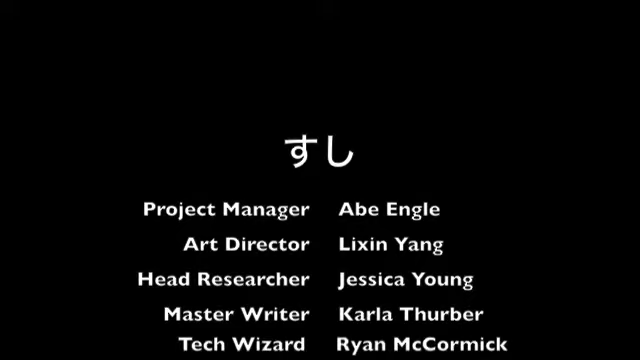 すし
Project Manager Abe Engle
Art Director Lixin Yang
Head Researcher Jessica Young
Master Writer Karla Thurber
Tech Wizard Ryan McCormick